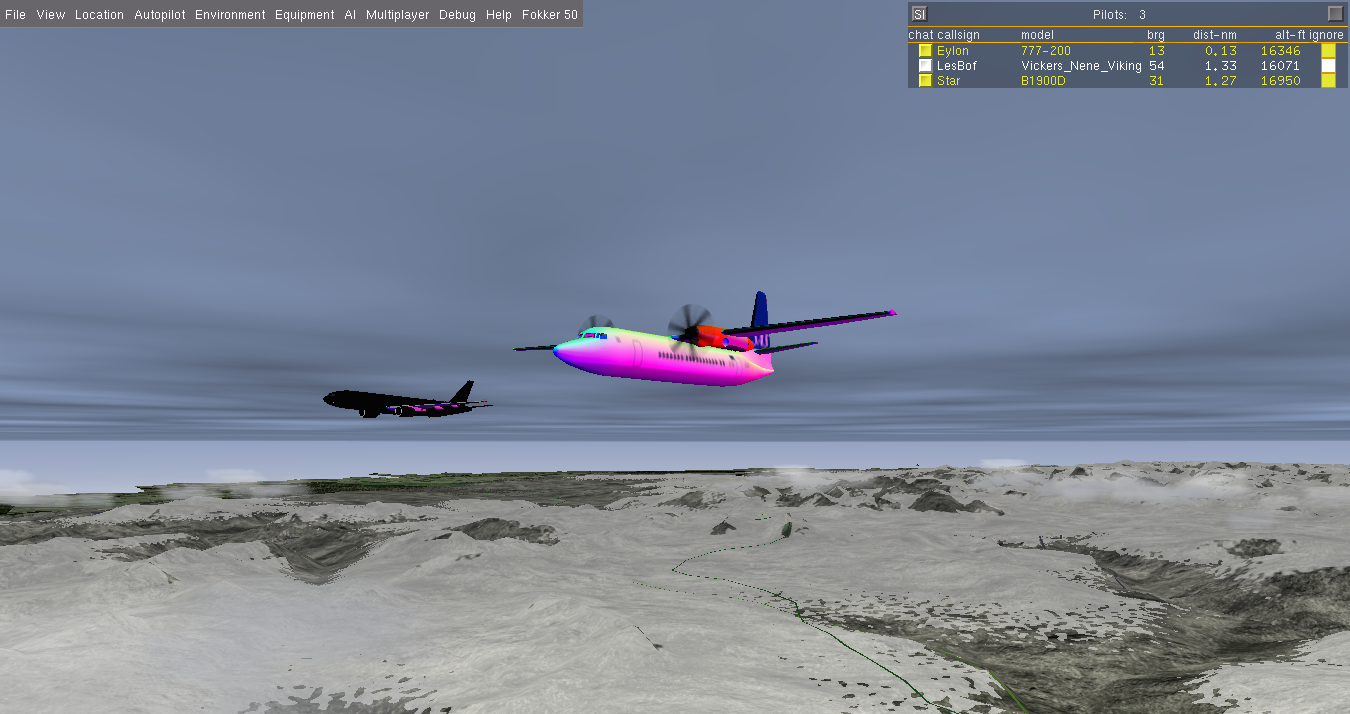 File View Location Autopilot Environment Equipment AI Multiplayer Debug Help Fokker 50
SI Pilots: 3
chat callsign model brg dist-nm alt-ft ignore
Eylon 777-200 13 0.13 16346
LesBof Vickers_Nene_Viking 54 1.33 16071
Star B1900D 31 1.27 16950